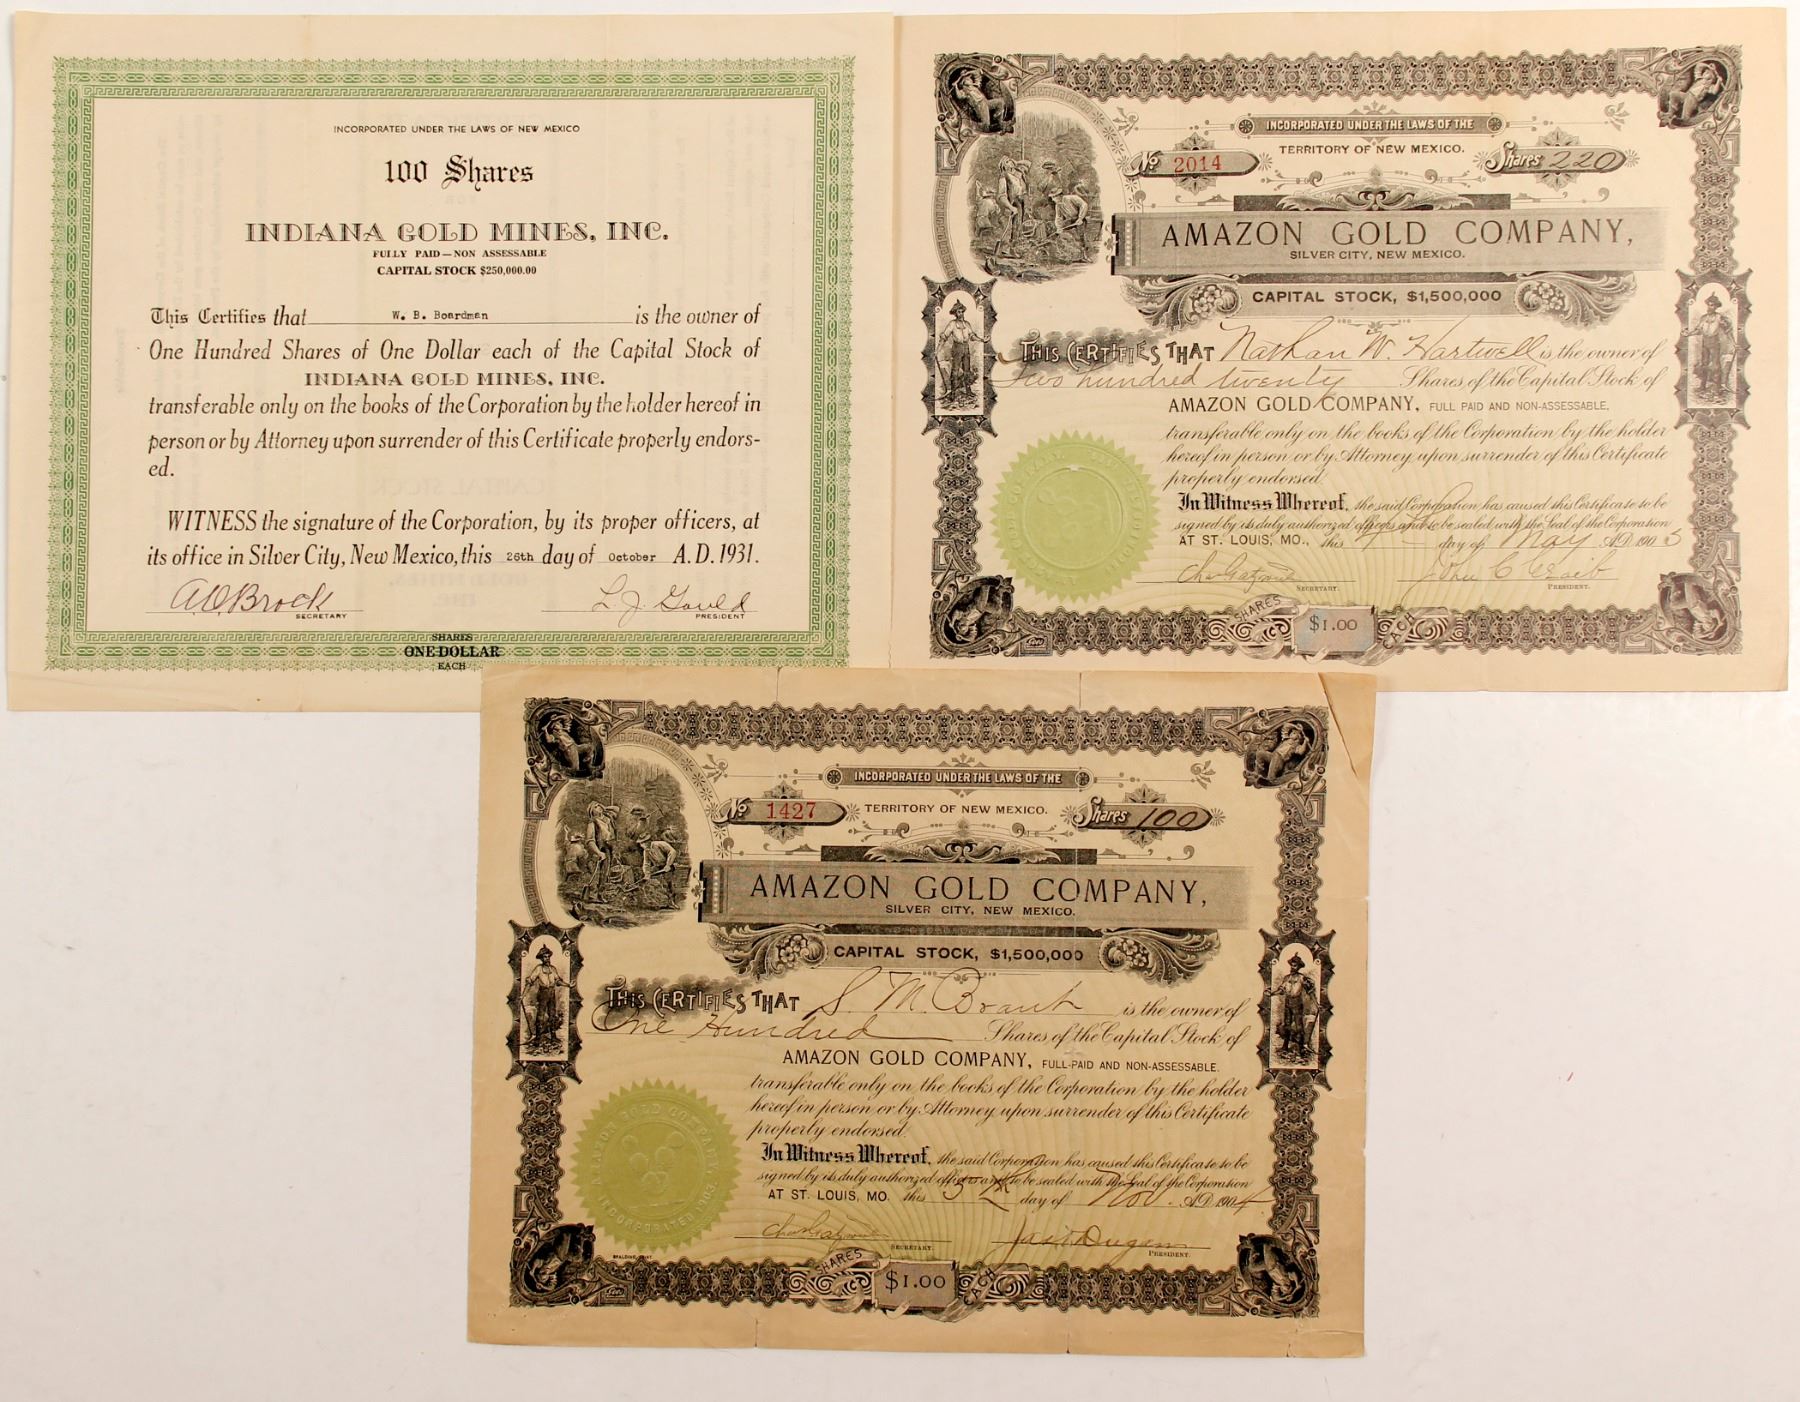 INCORPORATED UNDER THE LAWS OF NEW MEXICO
100 Shares
INDIANA GOLD MINES, INC.
FULLY PAID — NON ASSESSABLE
CAPITAL STOCK $250,000.00
This Certifies that W. B. Boardman is the owner of
One Hundred Shares of One Dollar each of the Capital Stock of
INDIANA GOLD MINES, INC.
transferable only on the books of the Corporation by the holder hereof in
person or by Attorney upon surrender of this Certificate properly endors-
ed.
WITNESS the signature of the Corporation, by its proper officers, at
its office in Silver City, New Mexico, this 26th day of October A.D. 1931.
A.O. Brock L. J. Gould
SECRETARY PRESIDENT
SHARES
ONE DOLLAR
EACH
INCORPORATED UNDER THE LAWS OF THE
TERRITORY OF NEW MEXICO.
No 2014 Shares 220
AMAZON GOLD COMPANY,
SILVER CITY, NEW MEXICO.
CAPITAL STOCK, $1,500,000
THIS CERTIFIES THAT Nathan W. Hartwell is the owner of
Two hundred twenty Shares of the Capital Stock of
AMAZON GOLD COMPANY, FULL PAID AND NON-ASSESSABLE,
transferable only on the books of the Corporation by the holder
hereof in person or by Attorney upon surrender of this Certificate
properly endorsed.
In Witness Whereof, the said Corporation has caused this Certificate to be
signed by its duly authorized officers and to be sealed with the Seal of the Corporation
AT ST. LOUIS, MO., this day of May A.D. 1905
SECRETARY. John C PRESIDENT.
SHARES $1.00 EACH
INCORPORATED UNDER THE LAWS OF THE
TERRITORY OF NEW MEXICO.
No 1427 Shares 100
AMAZON GOLD COMPANY,
SILVER CITY, NEW MEXICO.
CAPITAL STOCK, $1,500,000
THIS CERTIFIES THAT S. M. Brant is the owner of
One Hundred Shares of the Capital Stock of
AMAZON GOLD COMPANY, FULL-PAID AND NON-ASSESSABLE.
transferable only on the books of the Corporation by the holder
hereof in person or by Attorney upon surrender of this Certificate
properly endorsed.
In Witness Whereof, the said Corporation has caused this Certificate to be
signed by its duly authorized officers and to be sealed with the Seal of the Corporation
AT ST. LOUIS, MO. this 5th day of Nov. A.D. 1904
SECRETARY. Dugan PRESIDENT.
AMAZON GOLD COMPANY.
INCORPORATED 1903.
SHARES $1.00 EACH